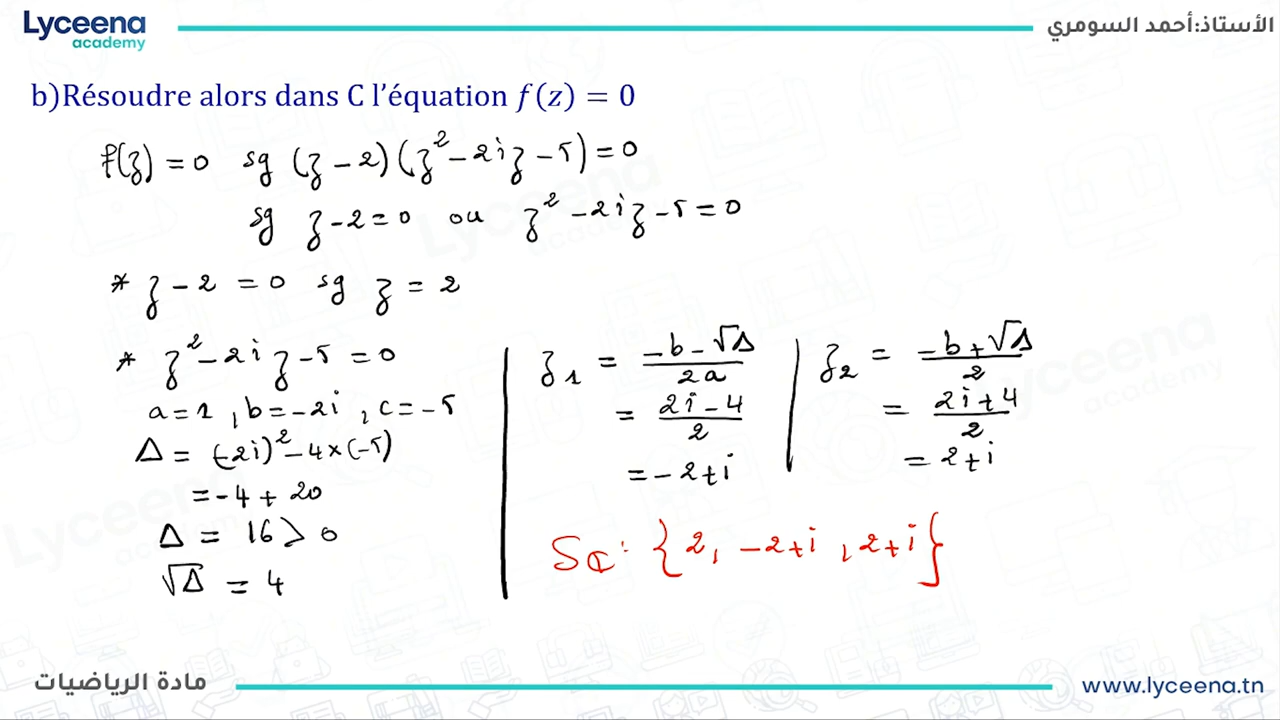 Lyceena
academy
الأستاذ:أحمد السومري
b)Résoudre alors dans C l'équation f(z) = 0
f(z) = 0 sg (z - 2)(z² - 2iz - 5) = 0
sg z - 2 = 0 ou z² - 2iz - 5 = 0
* z - 2 = 0 sg z = 2
* z² - 2iz - 5 = 0
a = 1, b = -2i, c = -5
Δ = (-2i)² - 4×(-5)
= -4 + 20
Δ = 16 > 0
√Δ = 4
z₁ = (-b - √Δ)/2a
= (2i - 4)/2
= -2 + i
z₂ = (-b + √Δ)/2
= (2i + 4)/2
= 2 + i
Sℂ : {2, -2+i, 2+i}
مادة الرياضيات
www.lyceena.tn